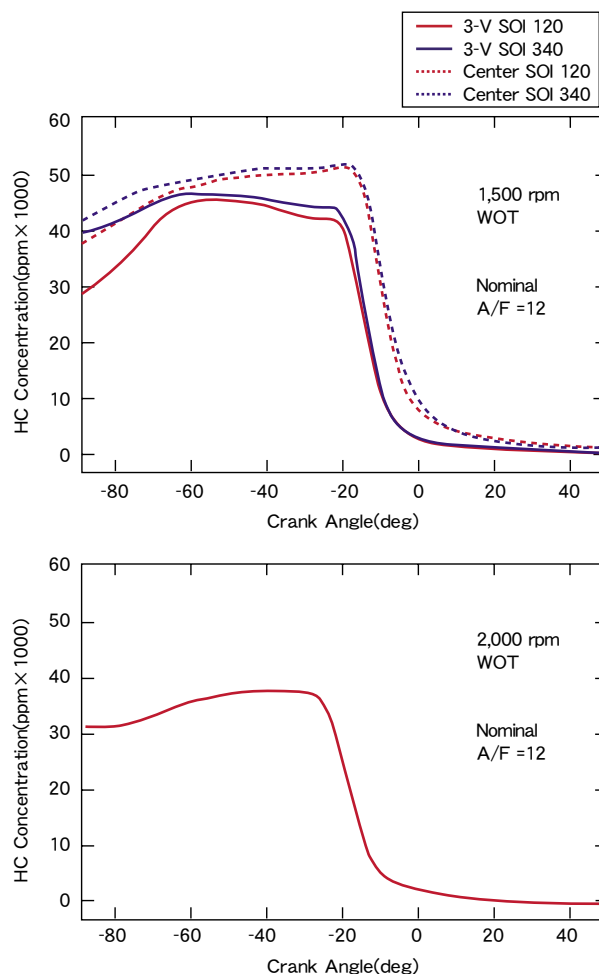 3-V SOI 120
3-V SOI 340
Center SOI 120
Center SOI 340
60
50
40
30
20
10
0
HC Concentration(ppm×1000)
1,500 rpm
WOT
Nominal
A/F =12
-80 -60 -40 -20 0 20 40
Crank Angle(deg)
60
50
40
30
20
10
0
HC Concentration(ppm×1000)
2,000 rpm
WOT
Nominal
A/F =12
-80 -60 -40 -20 0 20 40
Crank Angle(deg)